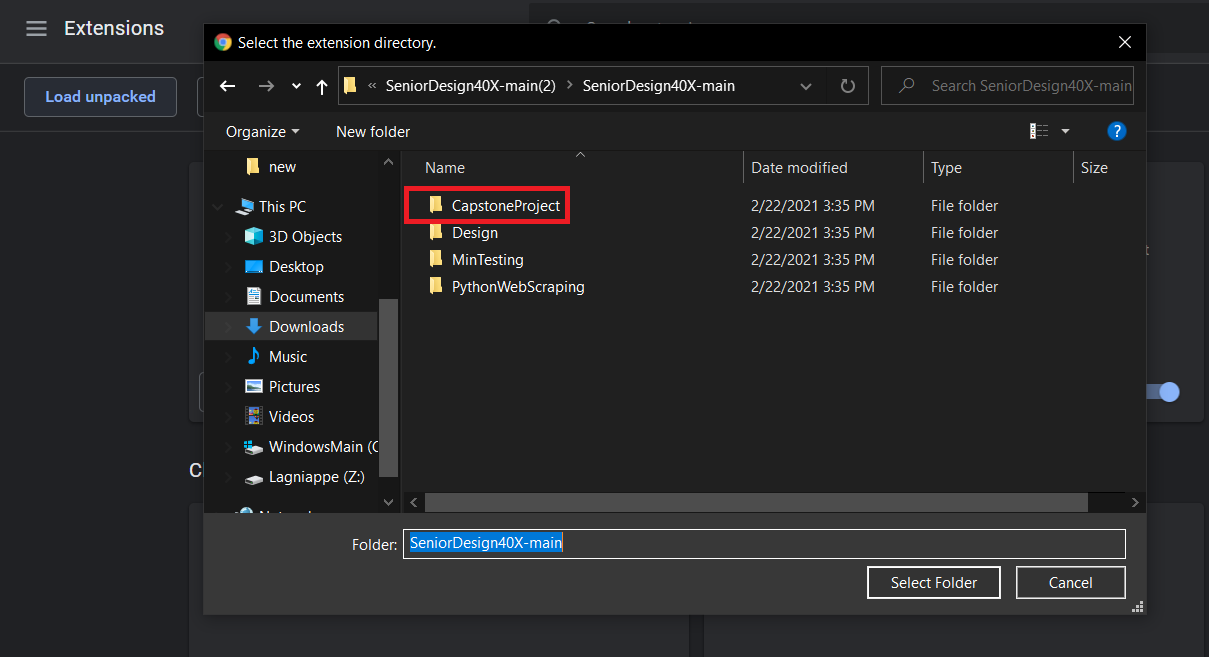 Extensions
Select the extension directory.
Load unpacked
« SeniorDesign40X-main(2) > SeniorDesign40X-main
Search SeniorDesign40X-main
Organize
New folder
?
new
This PC
3D Objects
Desktop
Documents
Downloads
Music
Pictures
Videos
WindowsMain (C
Lagniappe (Z:)
Name Date modified Type Size
CapstoneProject 2/22/2021 3:35 PM File folder
Design 2/22/2021 3:35 PM File folder
MinTesting 2/22/2021 3:35 PM File folder
PythonWebScraping 2/22/2021 3:35 PM File folder
Folder: SeniorDesign40X-main
Select Folder
Cancel